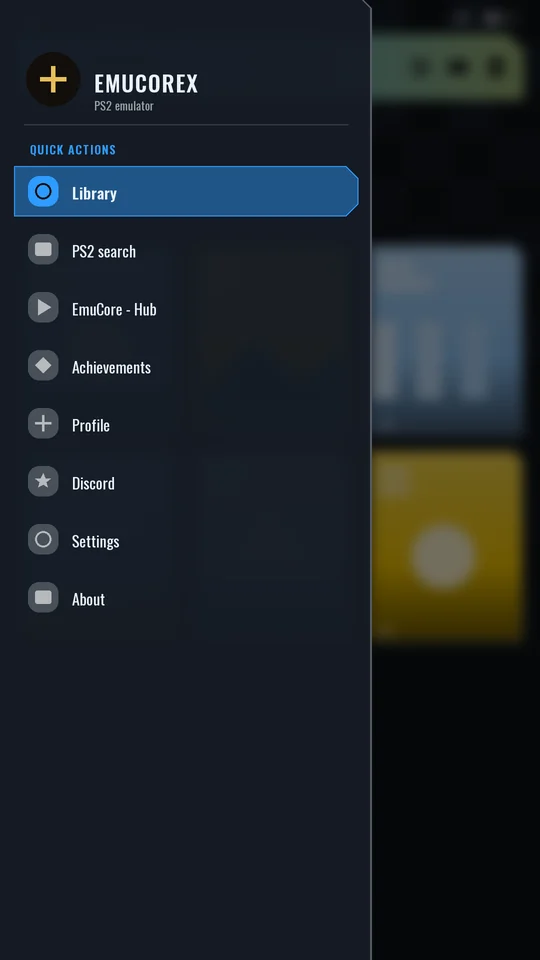 EMUCOREX
PS2 emulator
QUICK ACTIONS
Library
PS2 search
EmuCore - Hub
Achievements
Profile
Discord
Settings
About